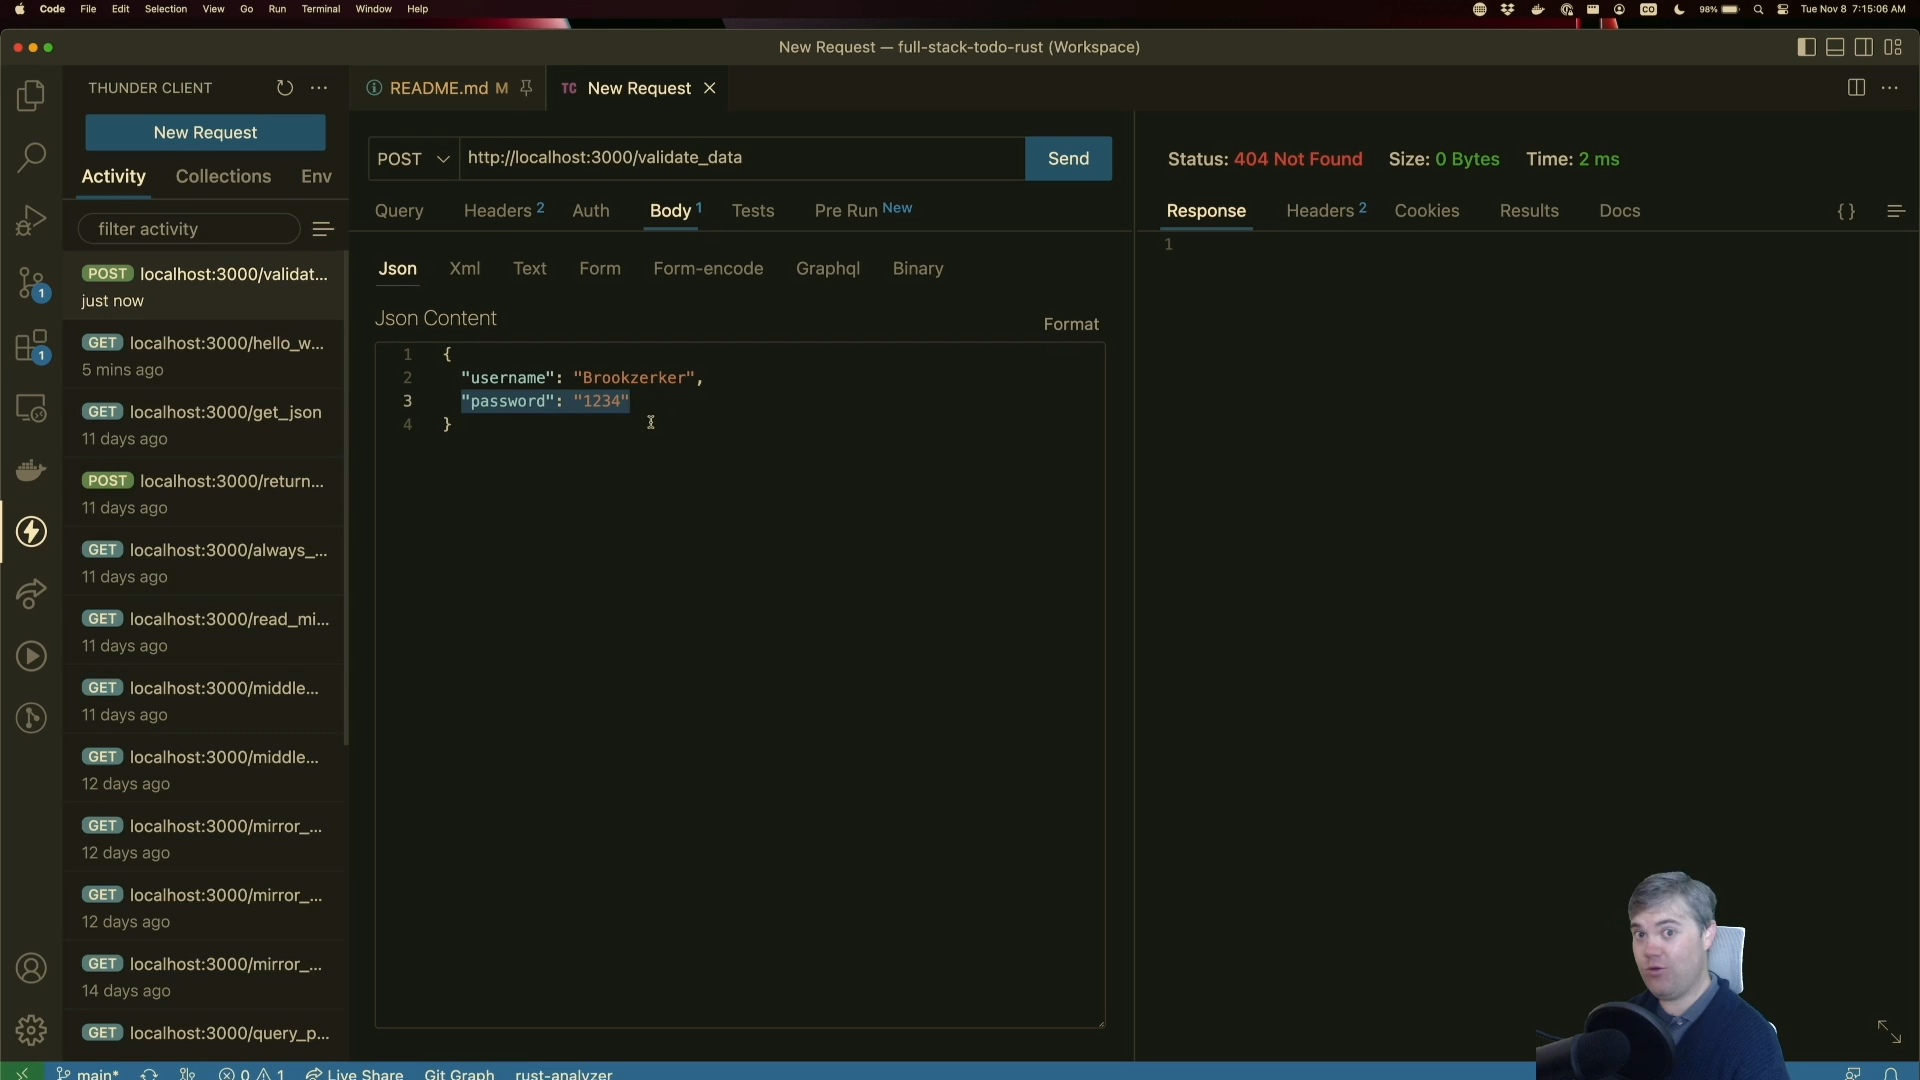 Code File Edit Selection View Go Run Terminal Window Help
CO 98% Tue Nov 8 7:15:06 AM
New Request — full-stack-todo-rust (Workspace)
THUNDER CLIENT
README.md M
TC New Request
New Request
POST http://localhost:3000/validate_data Send
Status: 404 Not Found Size: 0 Bytes Time: 2 ms
Activity Collections Env
Query Headers 2 Auth Body 1 Tests Pre Run New
Response Headers 2 Cookies Results Docs {}
filter activity
1
Json Xml Text Form Form-encode Graphql Binary
POST localhost:3000/validat...
just now
GET localhost:3000/hello_w...
5 mins ago
GET localhost:3000/get_json
11 days ago
POST localhost:3000/return...
11 days ago
GET localhost:3000/always_...
11 days ago
GET localhost:3000/read_mi...
11 days ago
GET localhost:3000/middle...
11 days ago
GET localhost:3000/middle...
12 days ago
GET localhost:3000/mirror_...
12 days ago
GET localhost:3000/mirror_...
12 days ago
GET localhost:3000/mirror_...
14 days ago
GET localhost:3000/query_p...
Json Content
Format
1 {
2 "username": "Brookzerker",
3 "password": "1234"
4 }
1
1
main* 0 1 Live Share Git Graph rust-analyzer